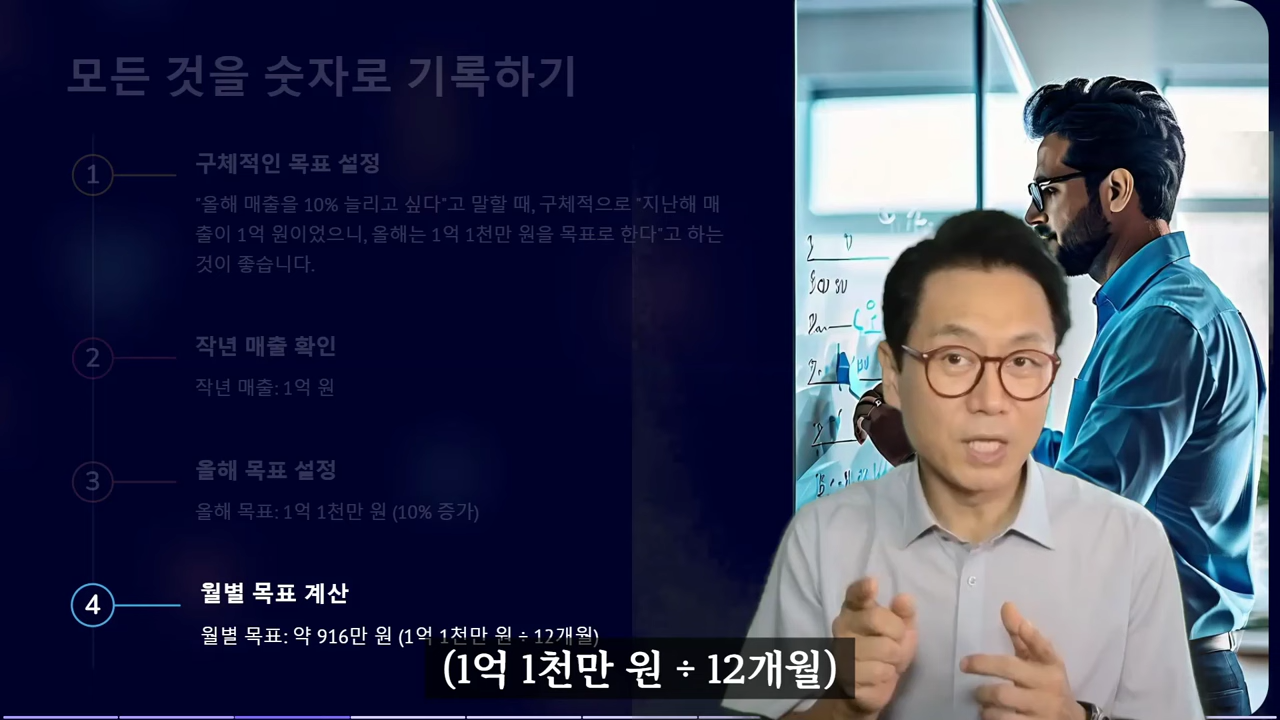 모든 것을 숫자로 기록하기
1
구체적인 목표 설정
"올해 매출을 10% 늘리고 싶다"고 말할 때, 구체적으로 "지난해 매
출이 1억 원이었으니, 올해는 1억 1천만 원을 목표로 한다"고 하는
것이 좋습니다.
2
작년 매출 확인
작년 매출: 1억 원
3
올해 목표 설정
올해 목표: 1억 1천만 원 (10% 증가)
4
월별 목표 계산
월별 목표: 약 916만 원 (1억 1천만 원 ÷ 12개월)
(1억 1천만 원 ÷ 12개월)